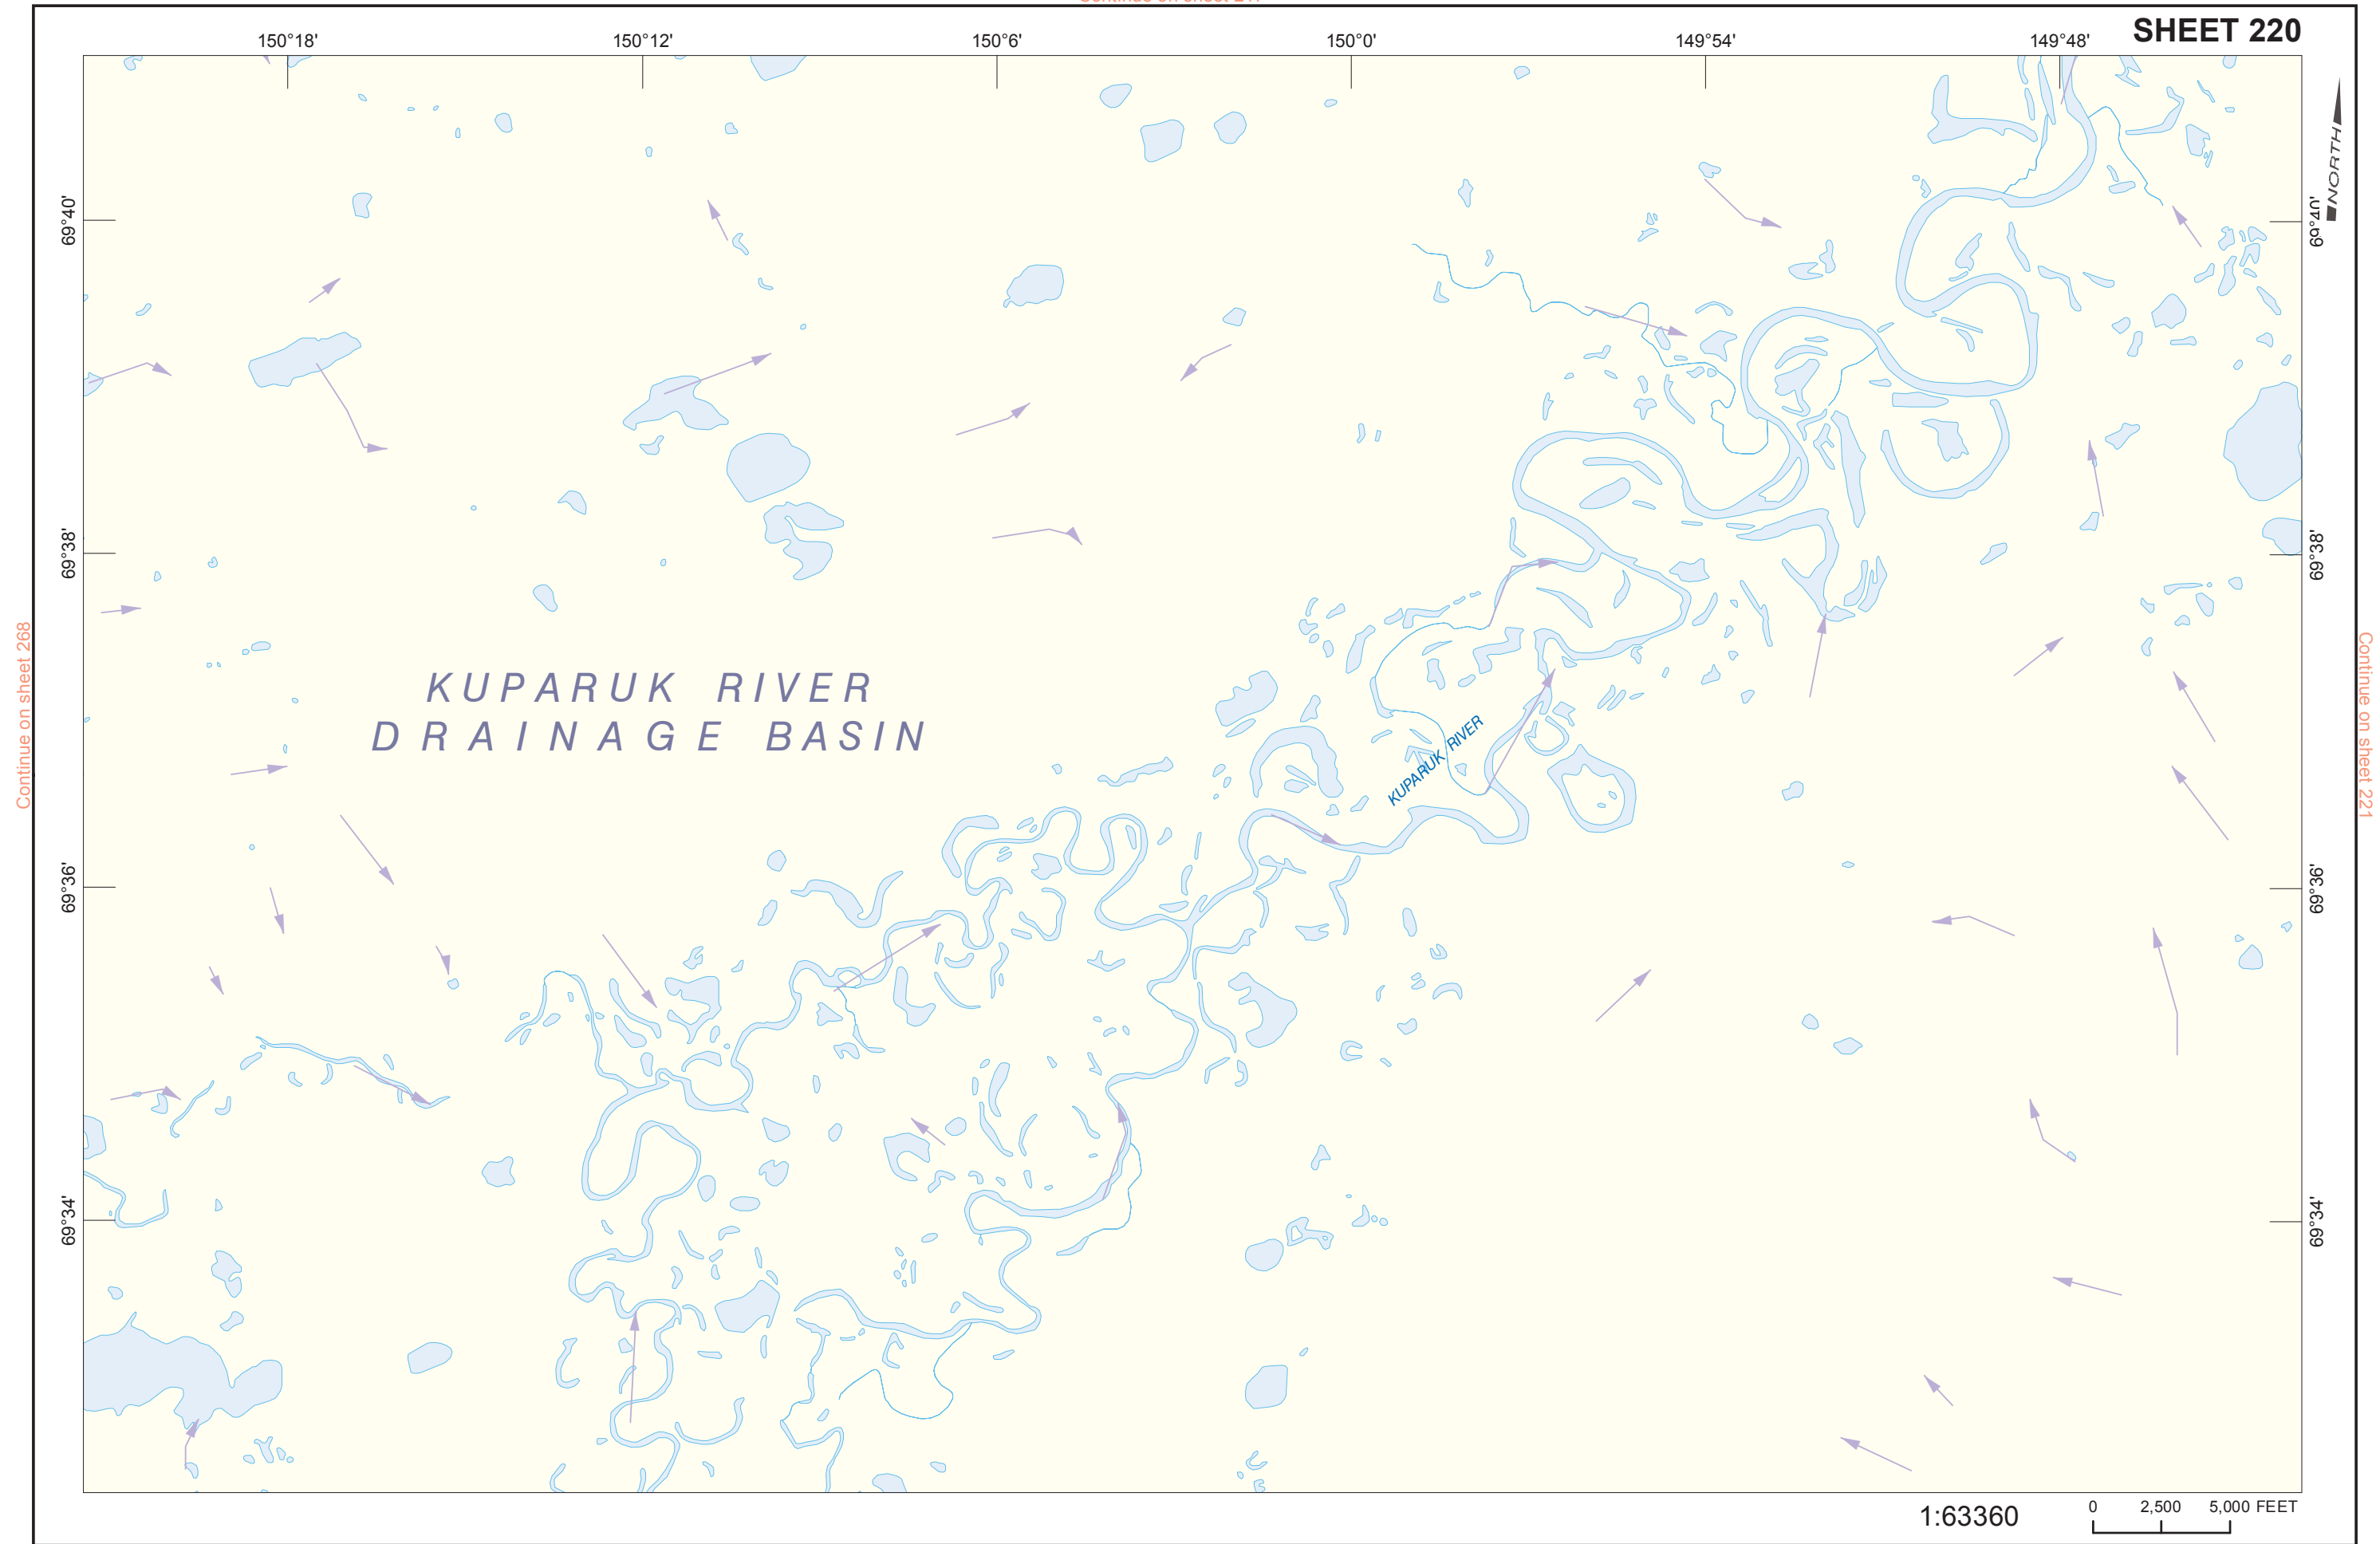 SHEET 220
150°18'
150°12'
150°6'
150°0'
149°54'
149°48'
NORTH
69°40'
69°40'
69°38'
69°38'
Continue on sheet 268
Continue on sheet 221
KUPARUK RIVER
DRAINAGE BASIN
KUPARUK RIVER
69°36'
69°36'
69°34'
69°34'
1:63360
0 2,500 5,000 FEET